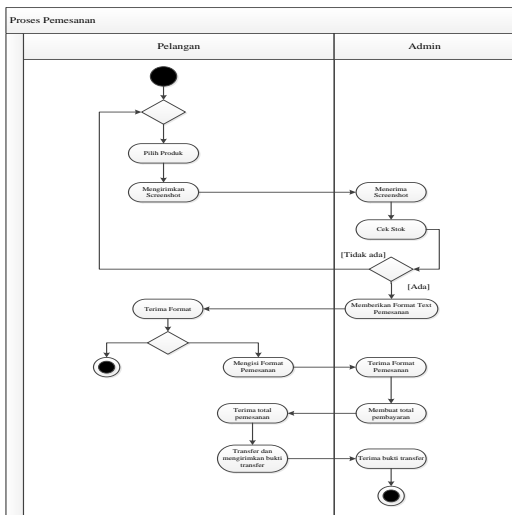 Proses Pemesanan
Pelangan
Admin
Pilih Produk
Mengirimkan
Screenshot
Menerima
Screenshot
Cek Stok
[Tidak ada]
[Ada]
Memberikan Format Text
Pemesanan
Terima Format
Mengisi Format
Pemesanan
Terima Format
Pemesanan
Membuat total
pembayaran
Terima total
pemesanan
Transfer dan
mengirimkan bukti
transfer
Terima bukti transfer